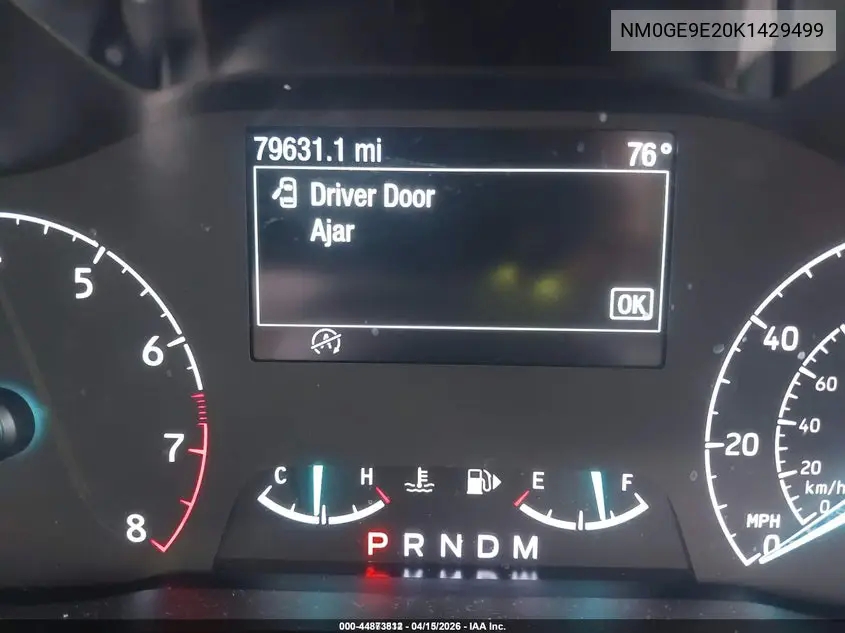 NM0GE9E20K1429499
79631.1 mi 76°
Driver Door
Ajar
OK
5
6
7
8
40
20
0
MPH
60
40
20
km/h
0
C H E F
P R N D M
04/15/2026 - IAA Inc.